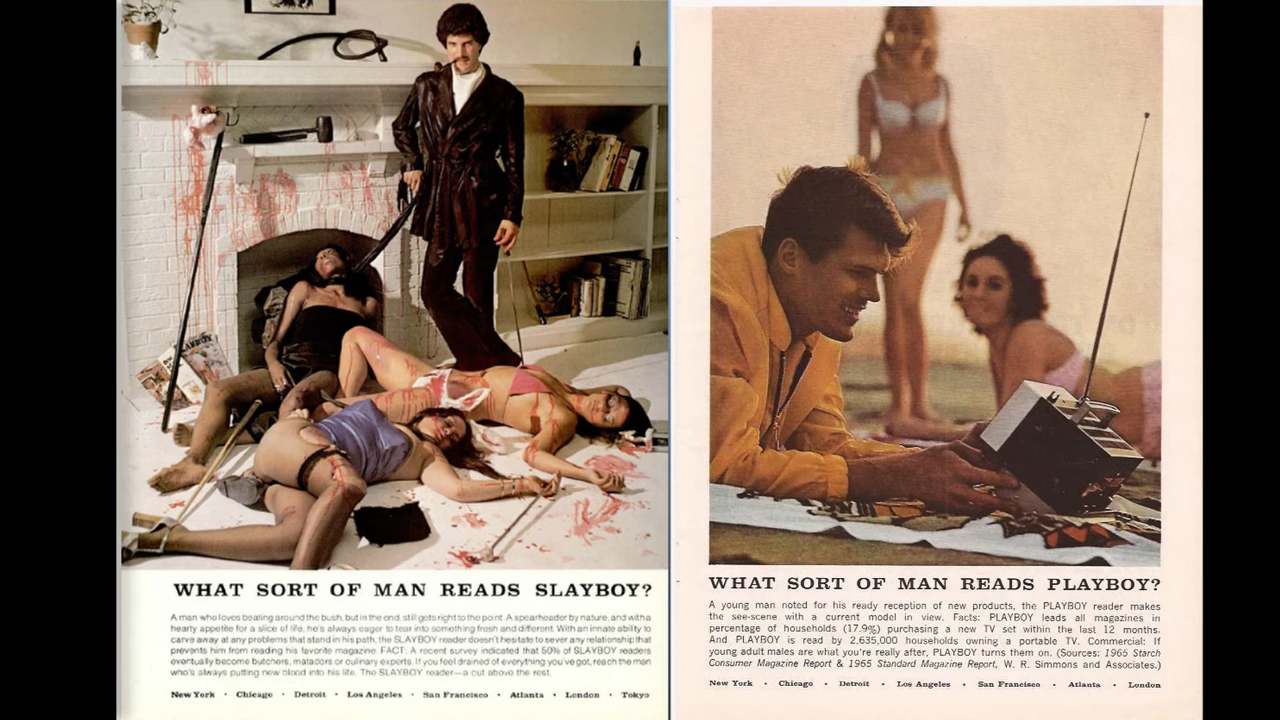 SLAYBOY
WHAT SORT OF MAN READS SLAYBOY?
A man who loves beating around the bush, but in the end, still gets right to the point. A spearheader by nature, and with a
hearty appetite for a slice of life, he's always eager to tear into something fresh and different. With an innate ability to
carve away at any problems that stand in his path, the SLAYBOY reader doesn't hesitate to sever any relationship that
prevents him from reading his favorite magazine. FACT: A recent survey indicated that 50% of SLAYBOY readers
eventually become butchers, matadors or culinary experts. If you feel drained of everything you've got, reach the man
who's always putting new blood into his life. The SLAYBOY reader—a cut above the rest.
New York • Chicago • Detroit • Los Angeles • San Francisco • Atlanta • London • Tokyo
WHAT SORT OF MAN READS PLAYBOY?
A young man noted for his ready reception of new products, the PLAYBOY reader makes
the see-scene with a current model in view. Facts: PLAYBOY leads all magazines in
percentage of households (17.9%) purchasing a new TV set within the last 12 months.
And PLAYBOY is read by 2,635,000 households owning a portable TV. Commercial: If
young adult males are what you're really after, PLAYBOY turns them on. (Sources: 1965 Starch
Consumer Magazine Report & 1965 Standard Magazine Report, W. R. Simmons and Associates.)
New York • Chicago • Detroit • Los Angeles • San Francisco • Atlanta • London